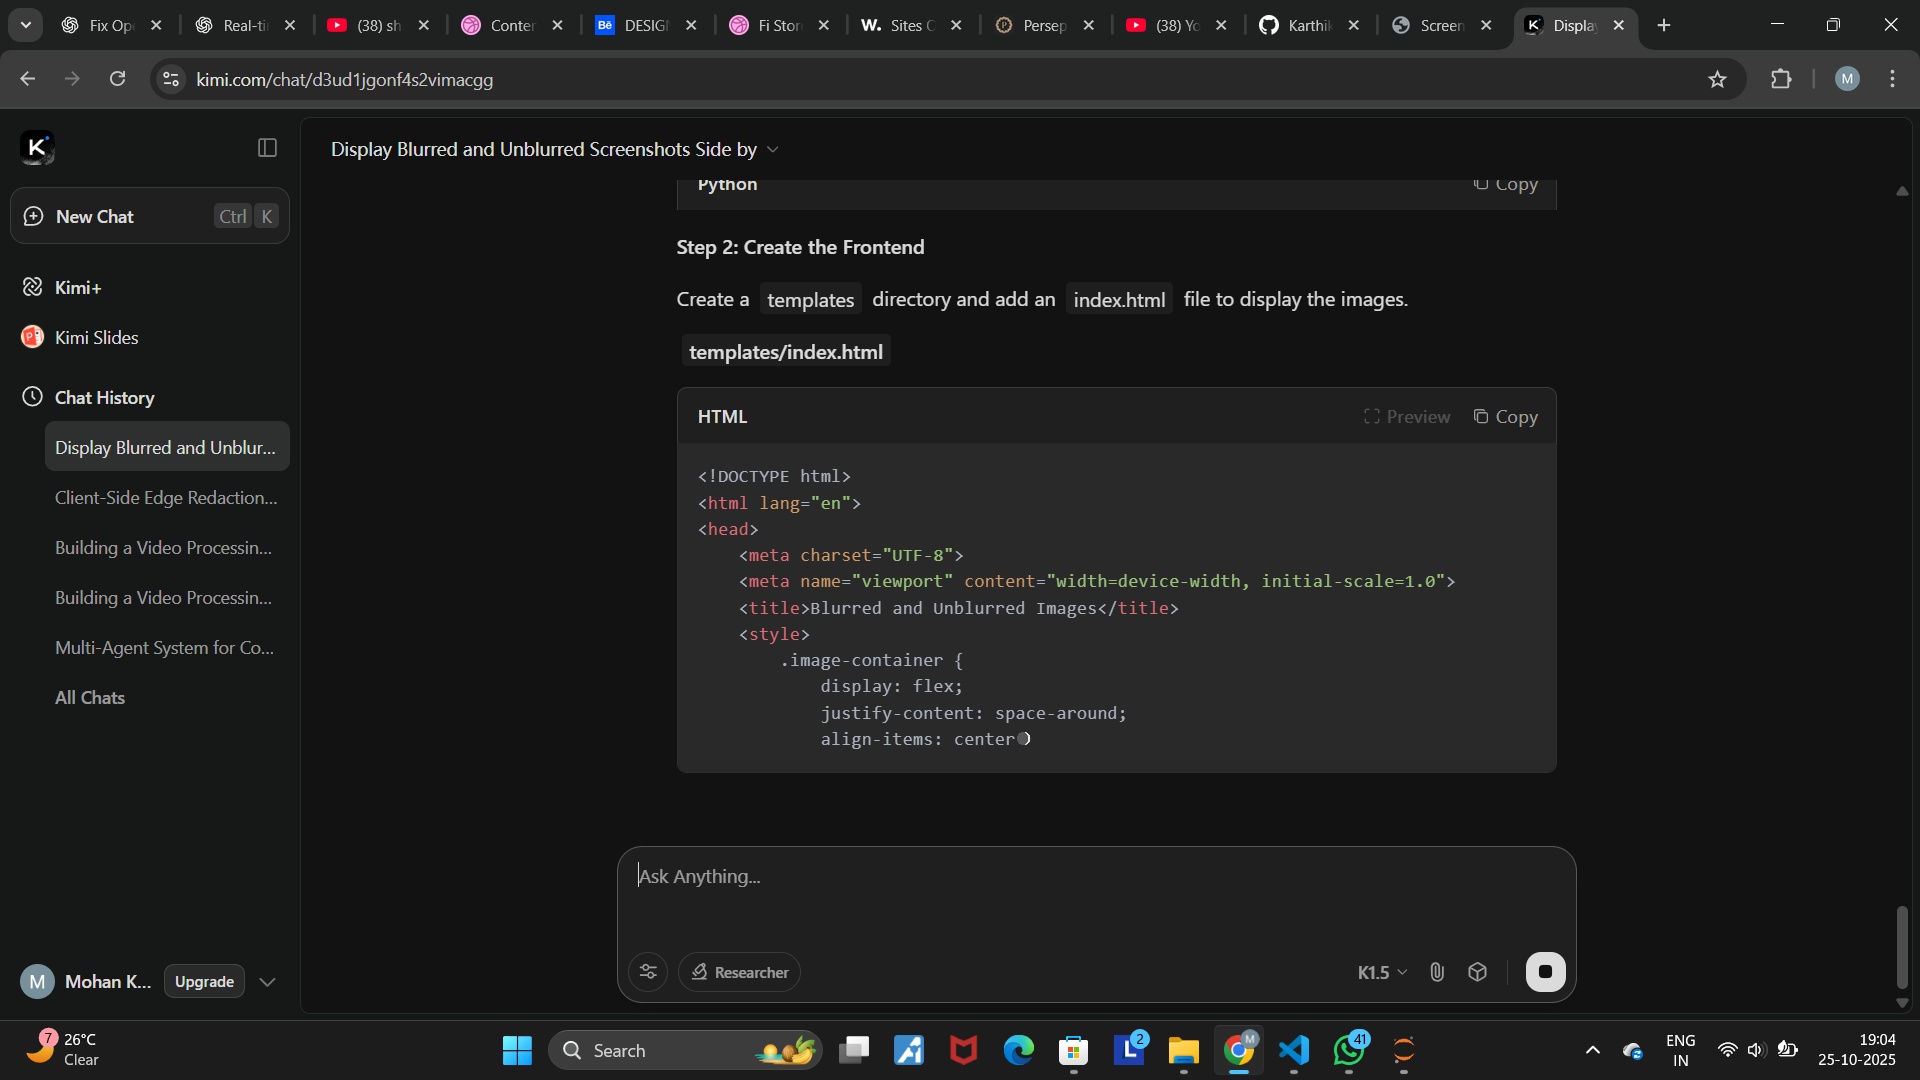 Fix Op
Real-ti
(38) sh
Conter
Bē
DESIGI
Fi Stor
W.
Sites C
Persep
(38) Yo
Karthik
Screen
Displa
kimi.com/chat/d3ud1jgonf4s2vimacgg
M
K
Display Blurred and Unblurred Screenshots Side by
New Chat
Ctrl K
Kimi+
Kimi Slides
Chat History
Display Blurred and Unblur...
Client-Side Edge Redaction...
Building a Video Processin...
Building a Video Processin...
Multi-Agent System for Co...
All Chats
M
Mohan K...
Upgrade
Python
Copy
Step 2: Create the Frontend
Create a templates directory and add an index.html file to display the images.
templates/index.html
HTML
Preview
Copy
<!DOCTYPE html>
<html lang="en">
<head>
<meta charset="UTF-8">
<meta name="viewport" content="width=device-width, initial-scale=1.0">
<title>Blurred and Unblurred Images</title>
<style>
.image-container {
display: flex;
justify-content: space-around;
align-items: center
Ask Anything...
Researcher
K1.5
7
26°C
Clear
Search
L
2
M
41
ENG
IN
19:04
25-10-2025